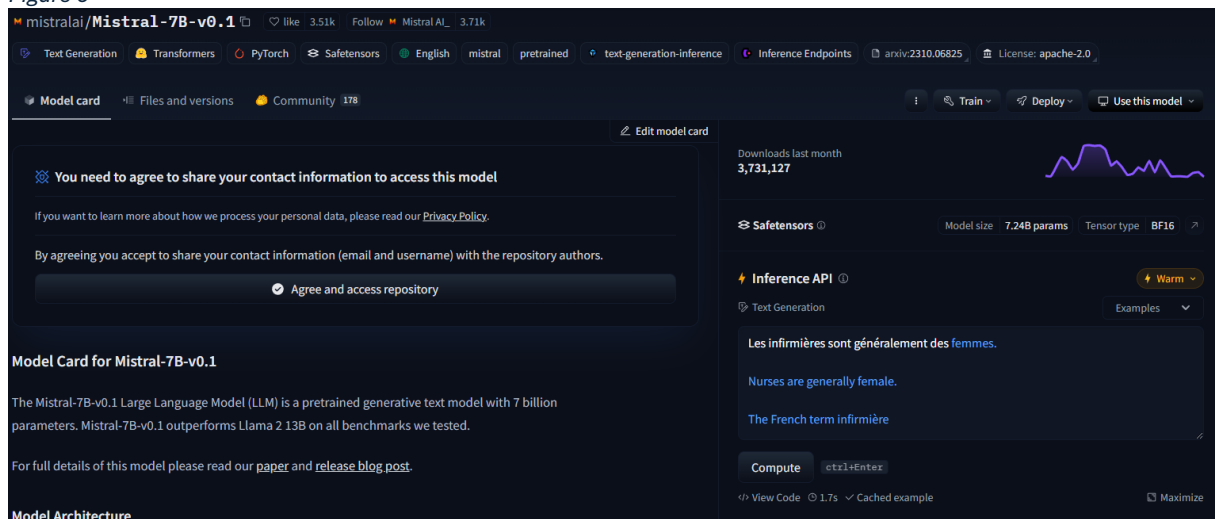 mistralai/Mistral-7B-v0.1 like 3.51k Follow Mistral AI_ 3.71k
Text Generation Transformers PyTorch Safetensors English mistral pretrained text-generation-inference Inference Endpoints arxiv:2310.06825 License: apache-2.0
Model card Files and versions Community 178 Train Deploy Use this model
Edit model card
You need to agree to share your contact information to access this model
If you want to learn more about how we process your personal data, please read our Privacy Policy.
By agreeing you accept to share your contact information (email and username) with the repository authors.
Agree and access repository
Model Card for Mistral-7B-v0.1
The Mistral-7B-v0.1 Large Language Model (LLM) is a pretrained generative text model with 7 billion
parameters. Mistral-7B-v0.1 outperforms Llama 2 13B on all benchmarks we tested.
For full details of this model please read our paper and release blog post.
Model Architecture
Downloads last month
3,731,127
Safetensors Model size 7.24B params Tensor type BF16
Inference API Warm
Text Generation Examples
Les infirmières sont généralement des femmes.
Nurses are generally female.
The French term infirmière
Compute ctrl+Enter
View Code 1.7s Cached example Maximize